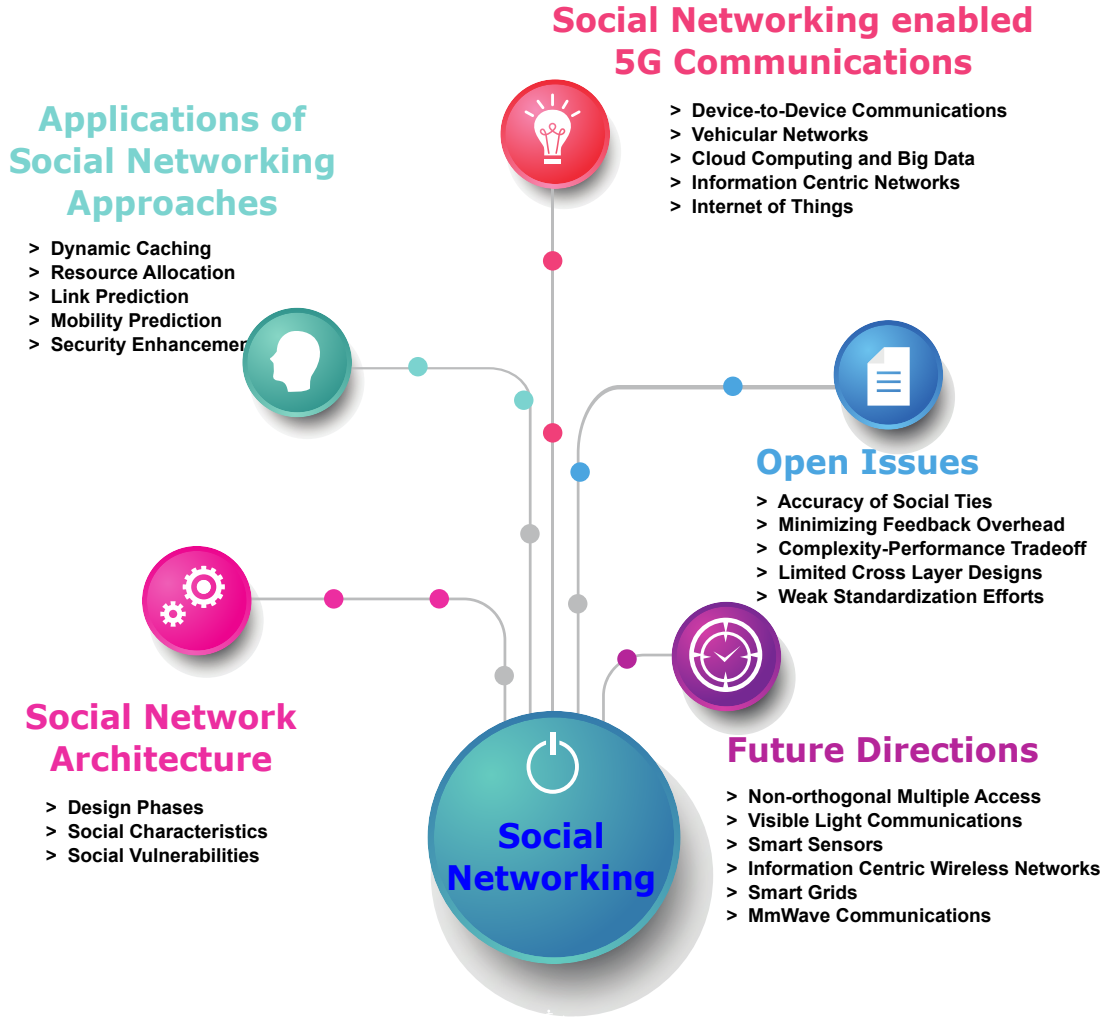 Social Networking enabled
5G Communications
> Device-to-Device Communications
> Vehicular Networks
> Cloud Computing and Big Data
> Information Centric Networks
> Internet of Things
Applications of
Social Networking
Approaches
> Dynamic Caching
> Resource Allocation
> Link Prediction
> Mobility Prediction
> Security Enhancemen
Open Issues
> Accuracy of Social Ties
> Minimizing Feedback Overhead
> Complexity-Performance Tradeoff
> Limited Cross Layer Designs
> Weak Standardization Efforts
Social Network
Architecture
> Design Phases
> Social Characteristics
> Social Vulnerabilities
Future Directions
> Non-orthogonal Multiple Access
> Visible Light Communications
> Smart Sensors
> Information Centric Wireless Networks
> Smart Grids
> MmWave Communications
Social
Networking